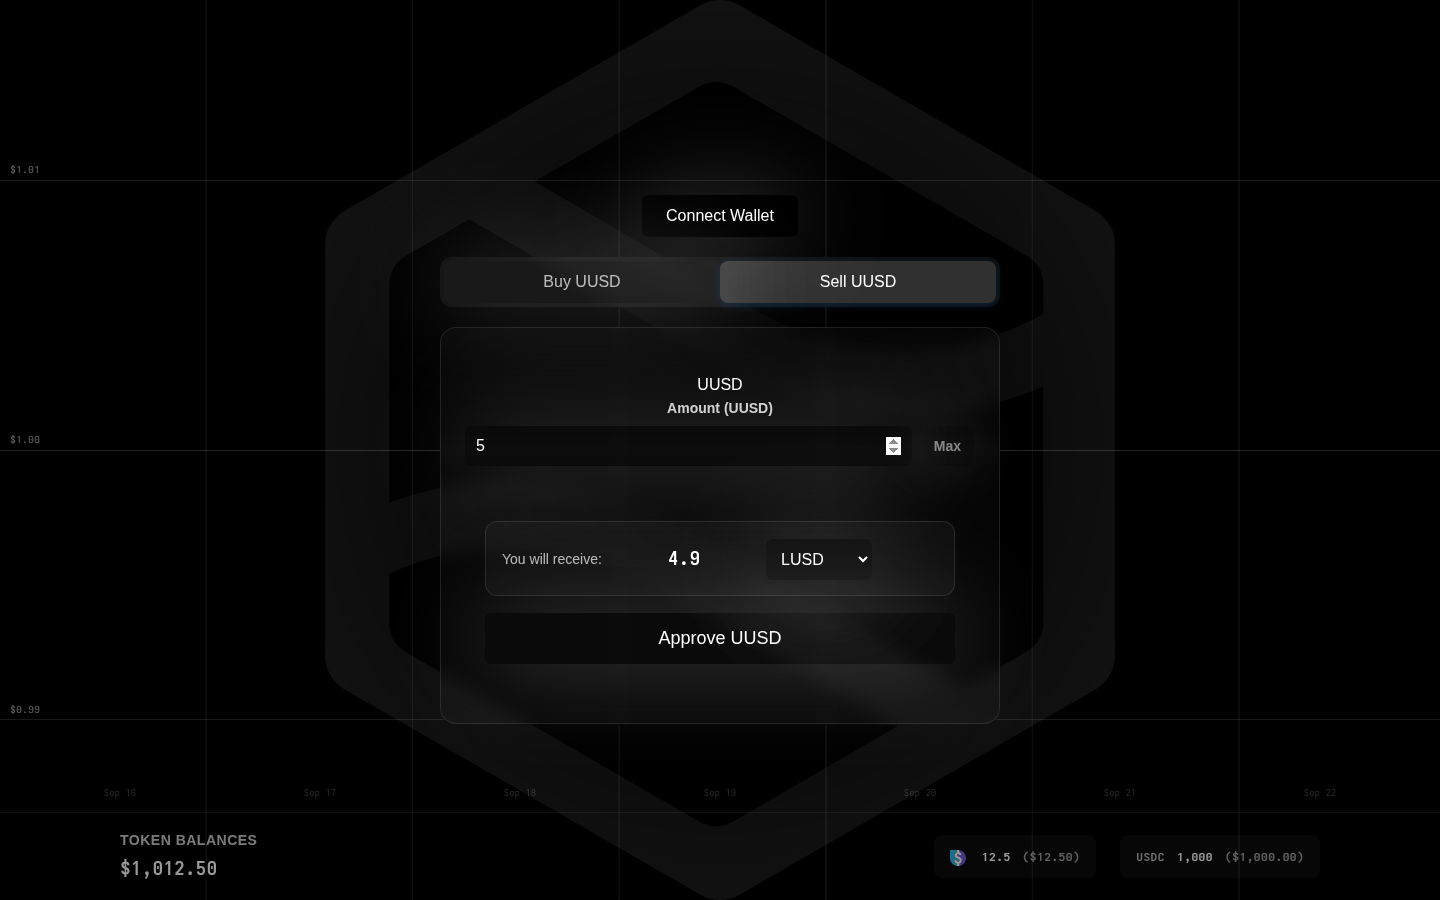 $1.01
Connect Wallet
Buy UUSD Sell UUSD
UUSD
Amount (UUSD)
$1.00
5 Max
You will receive: 4.9 LUSD
Approve UUSD
$0.99
Sep 16 Sep 17 Sep 18 Sep 19 Sep 20 Sep 21 Sep 22
TOKEN BALANCES
$1,012.50
12.5 ($12.50) USDC 1,000 ($1,000.00)